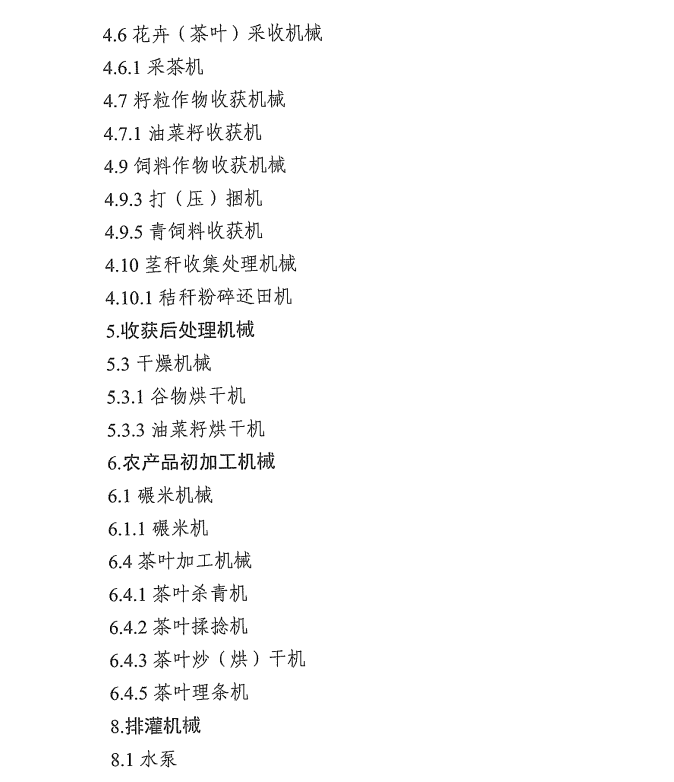 4.6 花卉（茶叶）采收机械
4.6.1 采茶机
4.7 籽粒作物收获机械
4.7.1 油菜籽收获机
4.9 饲料作物收获机械
4.9.3 打（压）捆机
4.9.5 青饲料收获机
4.10 茎秆收集处理机械
4.10.1 秸秆粉碎还田机
5.收获后处理机械
5.3 干燥机械
5.3.1 谷物烘干机
5.3.3 油菜籽烘干机
6.农产品初加工机械
6.1 碾米机械
6.1.1 碾米机
6.4 茶叶加工机械
6.4.1 茶叶杀青机
6.4.2 茶叶揉捻机
6.4.3 茶叶炒（烘）干机
6.4.5 茶叶理条机
8.排灌机械
8.1 水泵